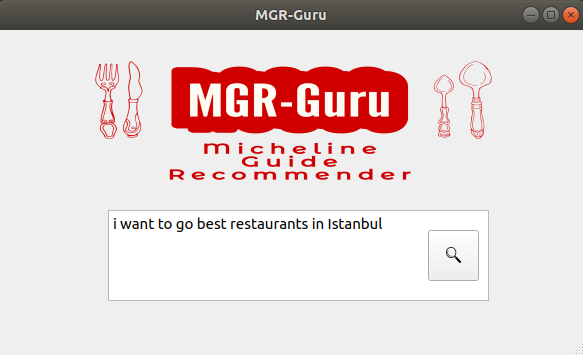 MGR-Guru
MGR-Guru
Micheline
Guide
Recommender
i want to go best restaurants in Istanbul